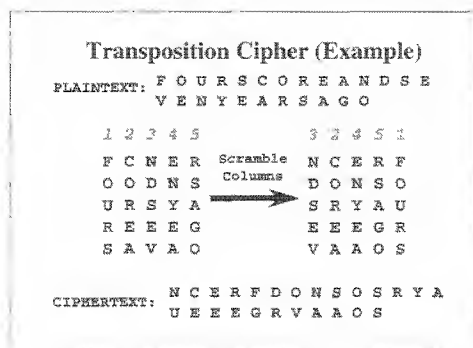 Transposition Cipher (Example)
PLAINTEXT: F O U R S C O R E A N D S E
V E N Y E A R S A G O
1 2 3 4 5
3 2 4 5 1
F C N E R
N C E R F
O O D N S
Scramble
Columns
D O N S O
U R S Y A
S R Y A U
R E E E G
E E E G R
S A V A O
V A A O S
CIPHERTEXT: N C E R F D O N S O S R Y A
U E E E G R V A A O S